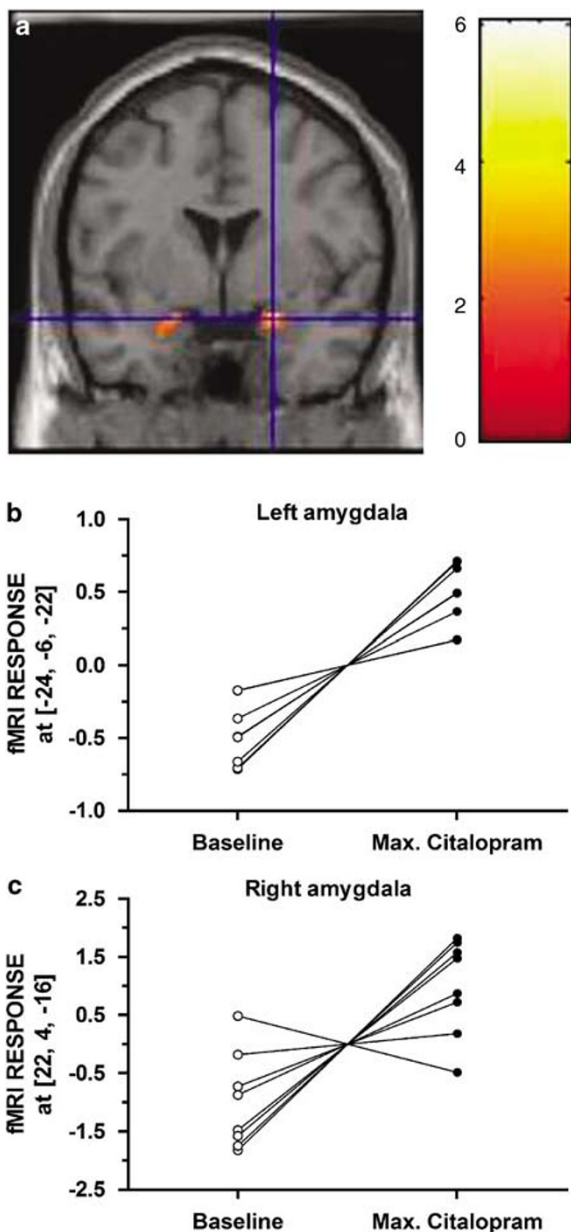 a
6
4
2
0
b
Left amygdala
fMRI RESPONSE
at [-24, -6, -22]
1.0
0.5
0.0
-0.5
-1.0
Baseline Max. Citalopram
c
Right amygdala
fMRI RESPONSE
at [22, 4, -16]
2.5
1.5
0.5
-0.5
-1.5
-2.5
Baseline Max. Citalopram